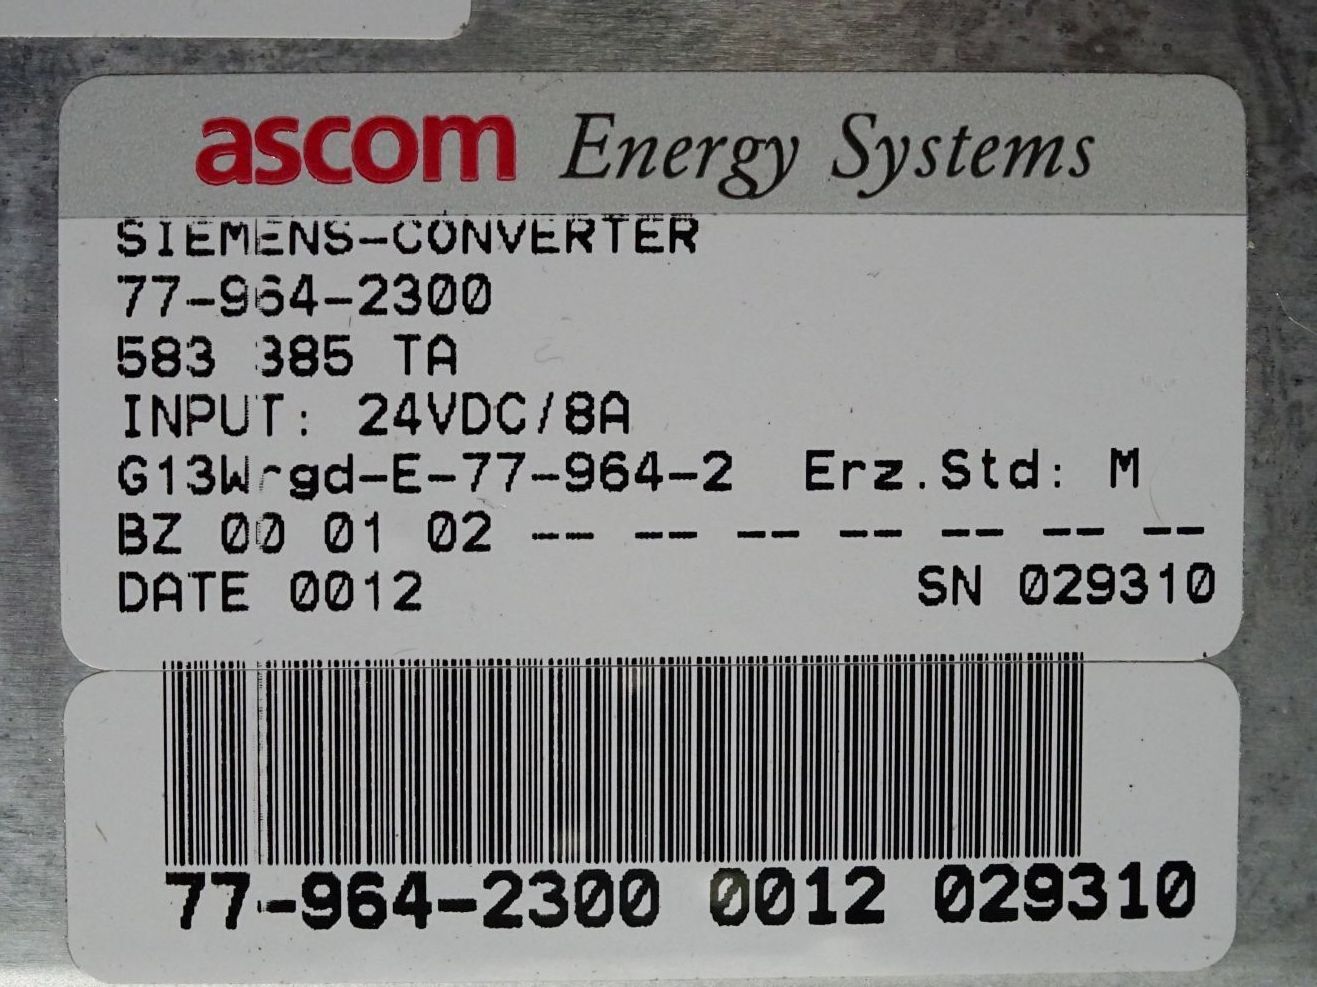 ascom Energy Systems
SIEMENS-CONVERTER
77-964-2300
583 385 TA
INPUT: 24VDC/8A
G13Wrgd-E-77-964-2 Erz.Std: M
BZ 00 01 02 -- -- -- -- -- -- --
DATE 0012 SN 029310
77-964-2300 0012 029310